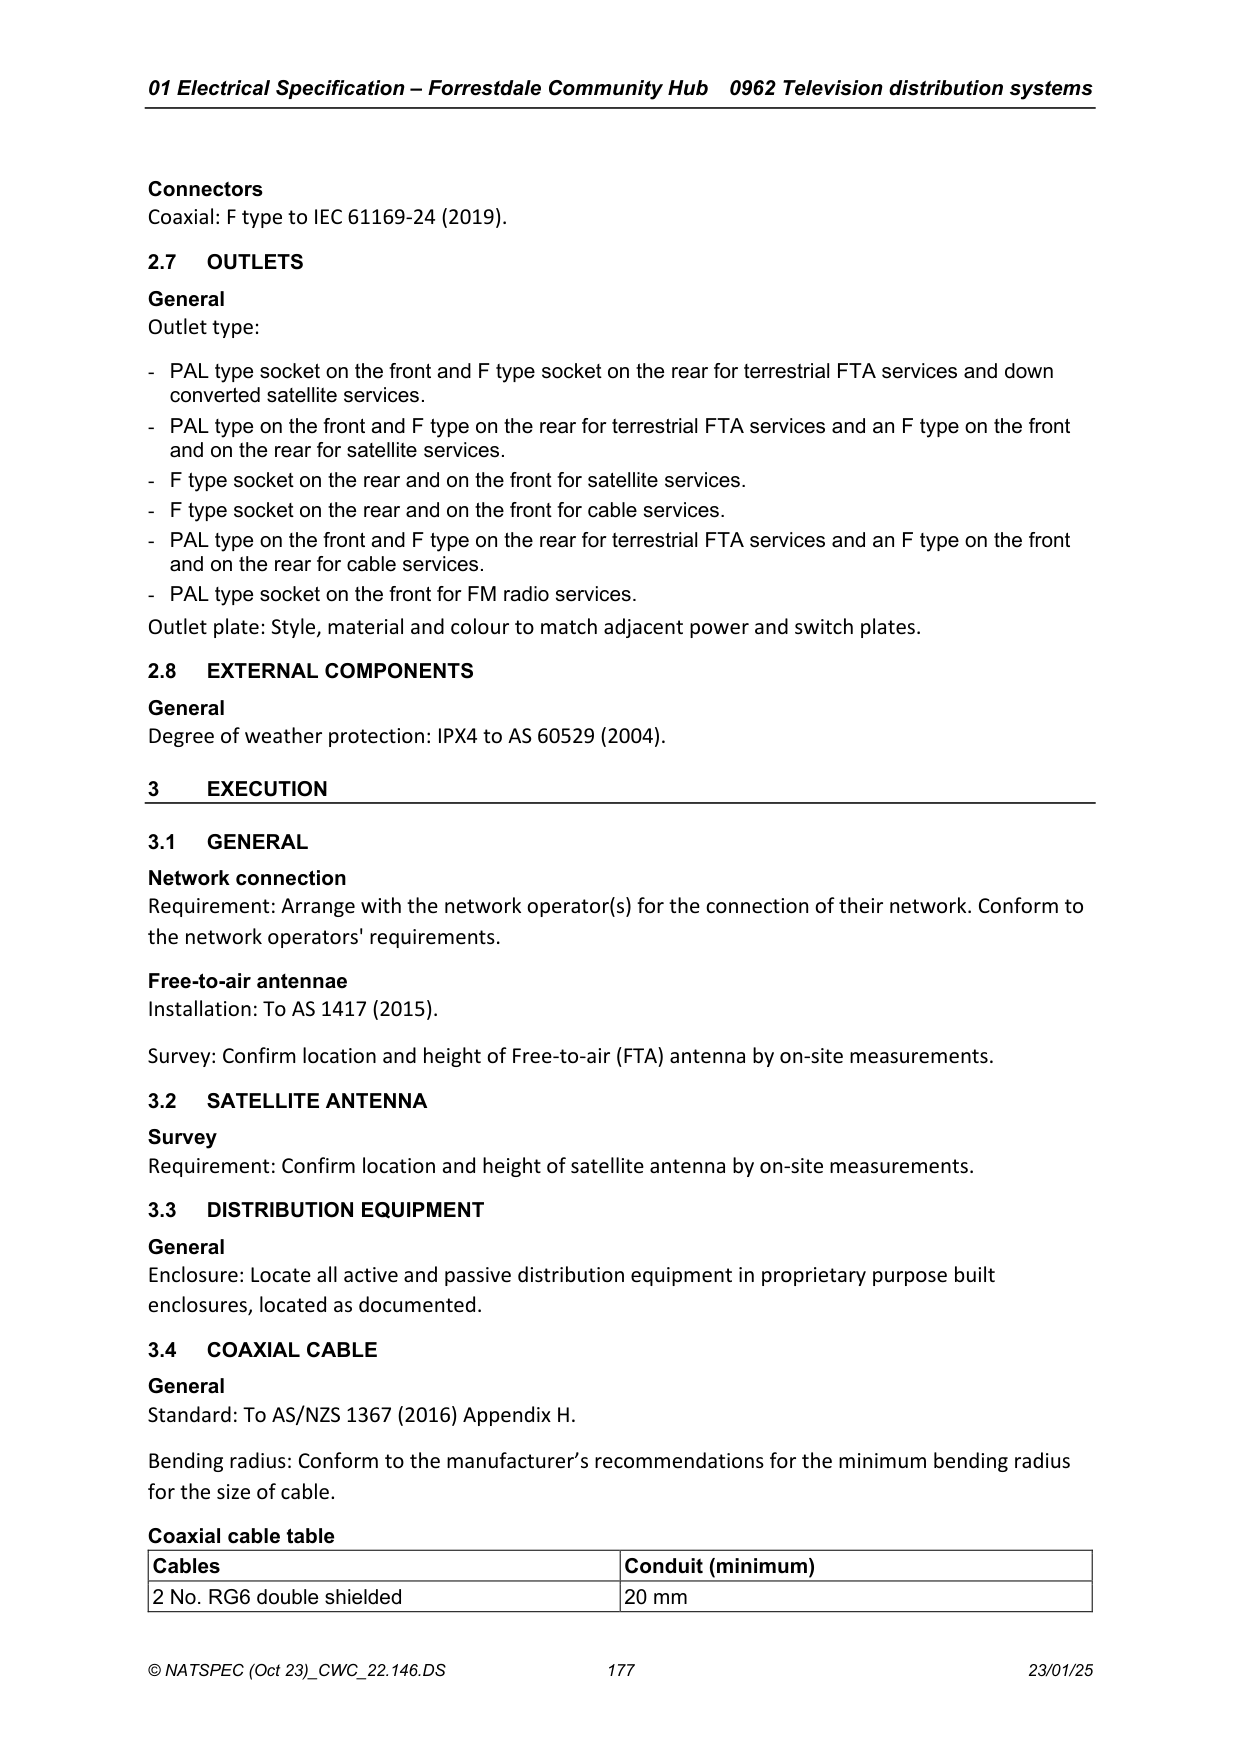 01 Electrical Specification – Forrestdale Community Hub 0962 Television distribution systems
Connectors
Coaxial: F type to IEC 61169-24 (2019).
2.7 OUTLETS
General
Outlet type:
- PAL type socket on the front and F type socket on the rear for terrestrial FTA services and down
converted satellite services.
- PAL type on the front and F type on the rear for terrestrial FTA services and an F type on the front
and on the rear for satellite services.
- F type socket on the rear and on the front for satellite services.
- F type socket on the rear and on the front for cable services.
- PAL type on the front and F type on the rear for terrestrial FTA services and an F type on the front
and on the rear for cable services.
- PAL type socket on the front for FM radio services.
Outlet plate: Style, material and colour to match adjacent power and switch plates.
2.8 EXTERNAL COMPONENTS
General
Degree of weather protection: IPX4 to AS 60529 (2004).
3 EXECUTION
3.1 GENERAL
Network connection
Requirement: Arrange with the network operator(s) for the connection of their network. Conform to
the network operators' requirements.
Free-to-air antennae
Installation: To AS 1417 (2015).
Survey: Confirm location and height of Free-to-air (FTA) antenna by on-site measurements.
3.2 SATELLITE ANTENNA
Survey
Requirement: Confirm location and height of satellite antenna by on-site measurements.
3.3 DISTRIBUTION EQUIPMENT
General
Enclosure: Locate all active and passive distribution equipment in proprietary purpose built
enclosures, located as documented.
3.4 COAXIAL CABLE
General
Standard: To AS/NZS 1367 (2016) Appendix H.
Bending radius: Conform to the manufacturer’s recommendations for the minimum bending radius
for the size of cable.
Coaxial cable table
Cables Conduit (minimum)
2 No. RG6 double shielded 20 mm
© NATSPEC (Oct 23)_CWC_22.146.DS 177 23/01/25